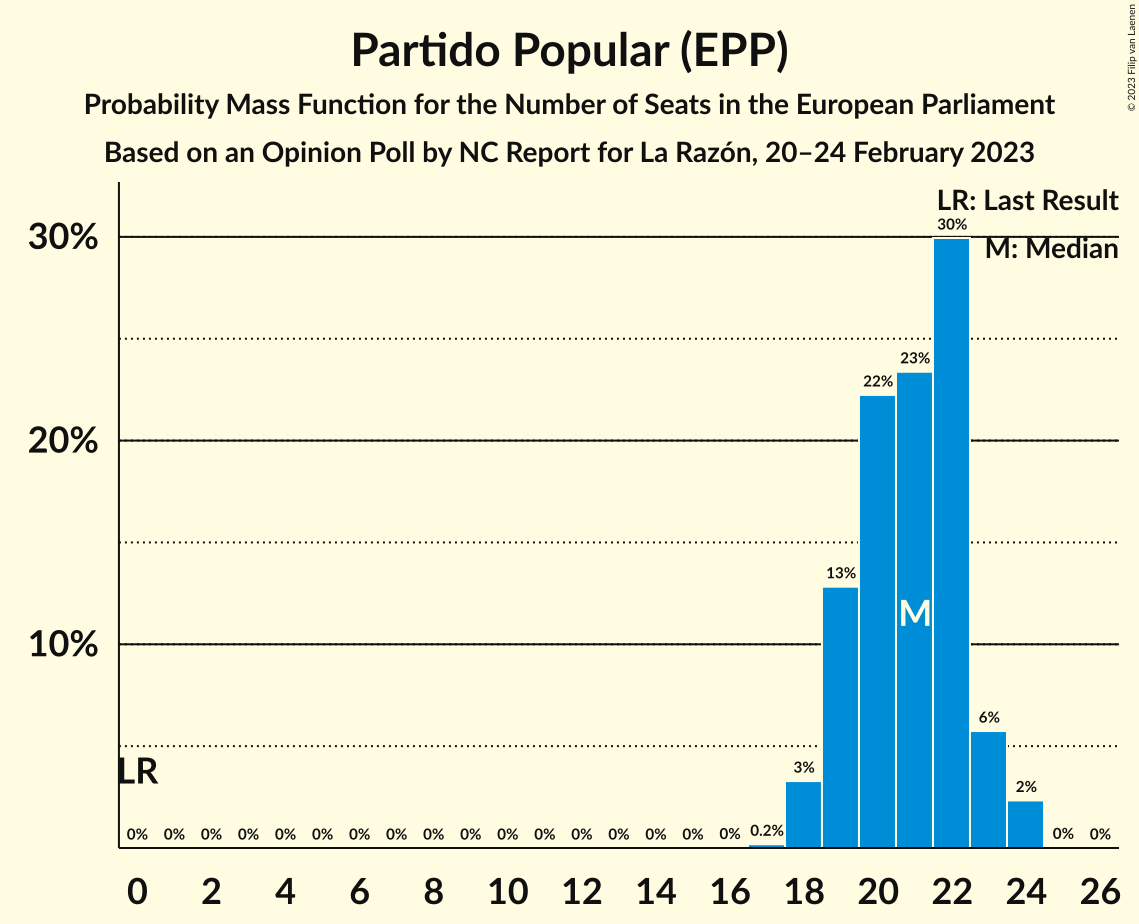 Partido Popular (EPP)
Probability Mass Function for the Number of Seats in the European Parliament
Based on an Opinion Poll by NC Report for La Razón, 20–24 February 2023
© 2023 Filip van Laenen
LR: Last Result
M: Median
30%
20%
10%
30%
23%
22%
13%
M
6%
3%
2%
LR
0% 0% 0% 0% 0% 0% 0% 0% 0% 0% 0% 0% 0% 0% 0% 0% 0% 0.2% 0% 0%
0 2 4 6 8 10 12 14 16 18 20 22 24 26